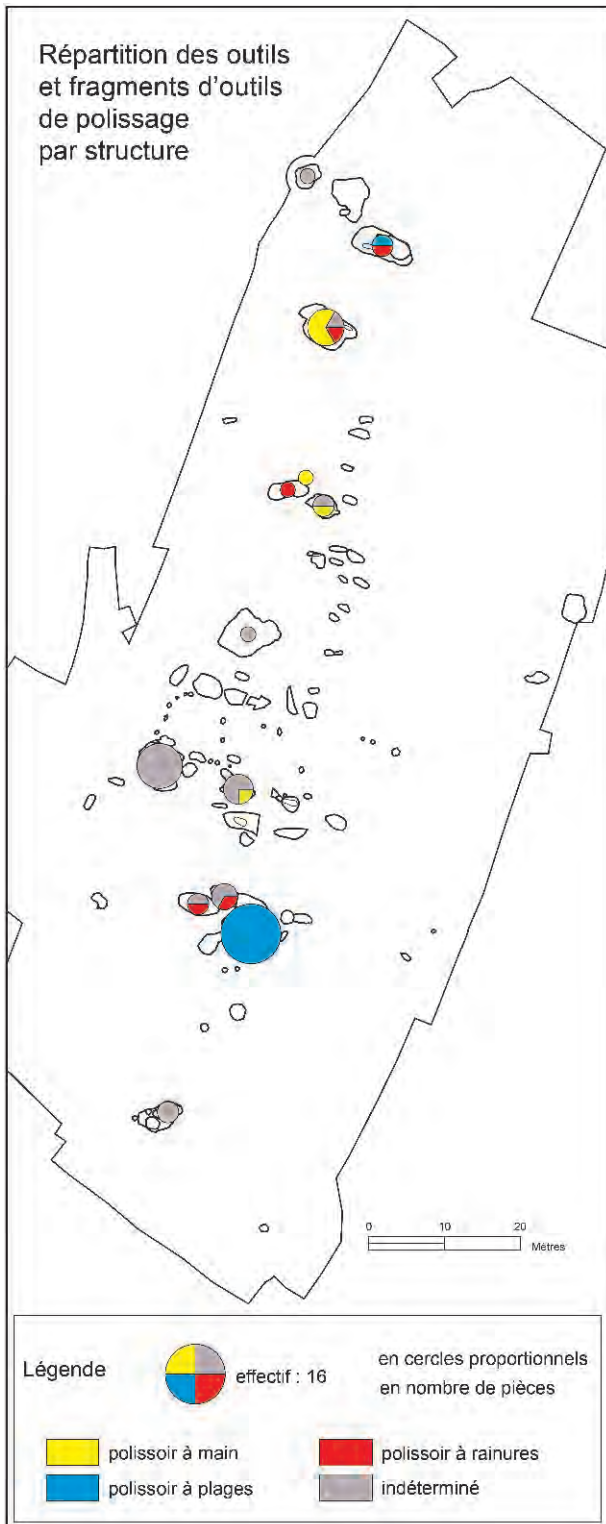 Répartition des outils
et fragments d'outils
de polissage
par structure
0 10 20
Mètres
Légende
effectif : 16
en cercles proportionnels
en nombre de pièces
polissoir à main
polissoir à rainures
polissoir à plages
indéterminé